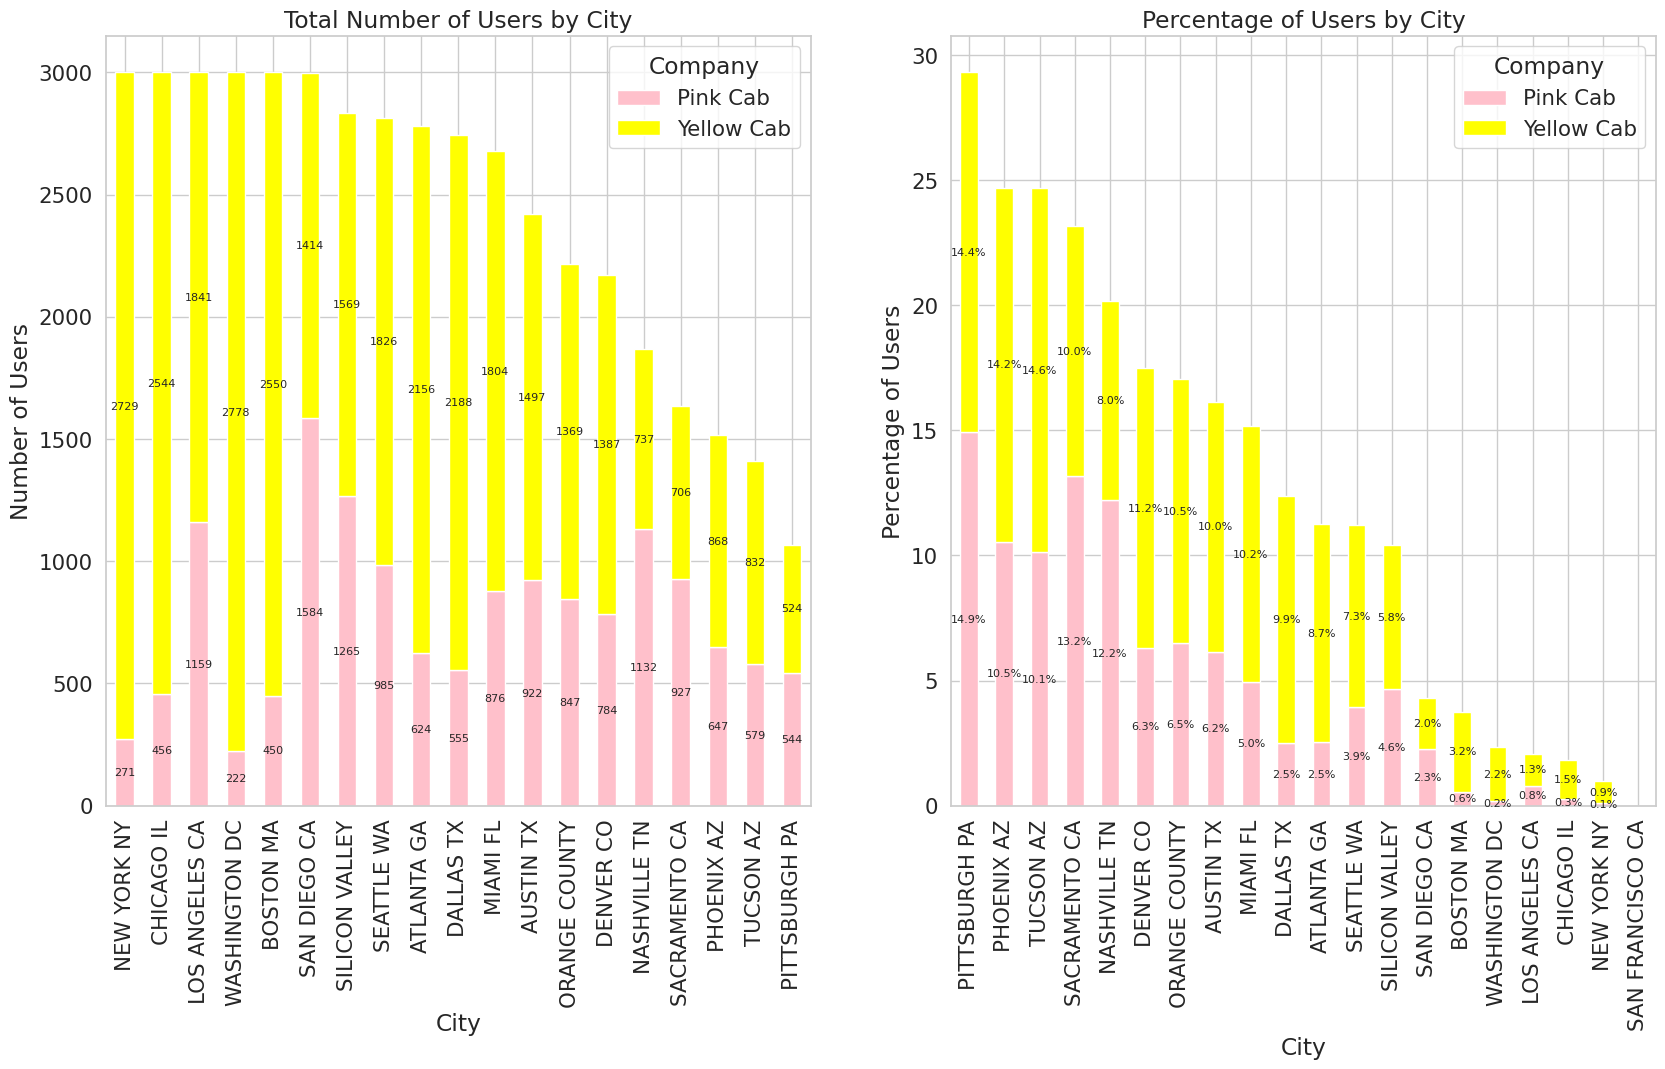 Total Number of Users by City
Number of Users
3000
2500
2000
1500
1000
500
0
Company
Pink Cab
Yellow Cab
2729
2544
1841
2778
2550
1414
1569
1826
2156
2188
1804
1497
1369
1387
737
706
868
832
524
271
456
1159
222
450
1584
1265
985
624
555
876
922
847
784
1132
927
647
579
544
NEW YORK NY
CHICAGO IL
LOS ANGELES CA
WASHINGTON DC
BOSTON MA
SAN DIEGO CA
SILICON VALLEY
SEATTLE WA
ATLANTA GA
DALLAS TX
MIAMI FL
AUSTIN TX
ORANGE COUNTY
DENVER CO
NASHVILLE TN
SACRAMENTO CA
PHOENIX AZ
TUCSON AZ
PITTSBURGH PA
City
Percentage of Users by City
Percentage of Users
30
25
20
15
10
5
0
Company
Pink Cab
Yellow Cab
14.4%
14.2%
14.6%
10.0%
8.0%
11.2%
10.5%
10.0%
10.2%
9.9%
8.7%
7.3%
5.8%
2.0%
3.2%
2.2%
1.3%
1.5%
0.9%
14.9%
10.5%
10.1%
13.2%
12.2%
6.3%
6.5%
6.2%
5.0%
2.5%
2.5%
3.9%
4.6%
2.3%
0.6%
0.2%
0.8%
0.3%
0.1%
PITTSBURGH PA
PHOENIX AZ
TUCSON AZ
SACRAMENTO CA
NASHVILLE TN
DENVER CO
ORANGE COUNTY
AUSTIN TX
MIAMI FL
DALLAS TX
ATLANTA GA
SEATTLE WA
SILICON VALLEY
SAN DIEGO CA
BOSTON MA
WASHINGTON DC
LOS ANGELES CA
CHICAGO IL
NEW YORK NY
SAN FRANCISCO CA
City